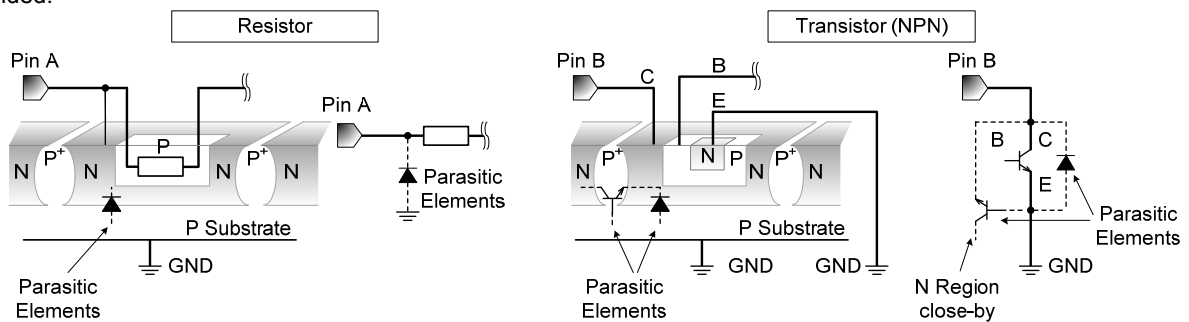 Resistor
Pin A
P
N
P+
N
N
P+
N
P Substrate
GND
Parasitic
Elements
Pin A
Parasitic
Elements
Transistor (NPN)
Pin B
C
B
E
N
P+
N
P
N
P+
N
P Substrate
GND
GND
Parasitic
Elements
Pin B
B
C
E
Parasitic
Elements
GND
N Region
close-by